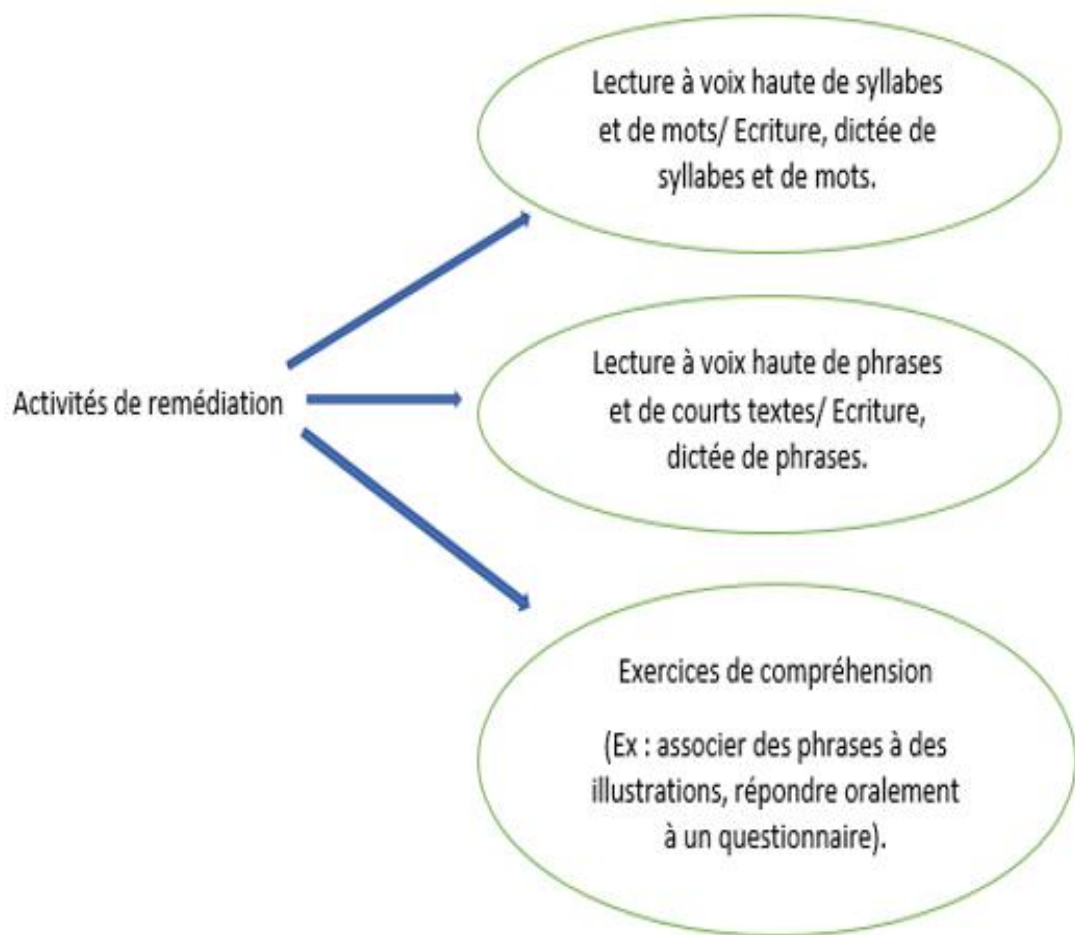 Lecture à voix haute de syllabes
et de mots/ Ecriture, dictée de
syllabes et de mots.
Activités de remédiation
Lecture à voix haute de phrases
et de courts textes/ Ecriture,
dictée de phrases.
Exercices de compréhension
(Ex : associer des phrases à des
illustrations, répondre oralement
à un questionnaire).